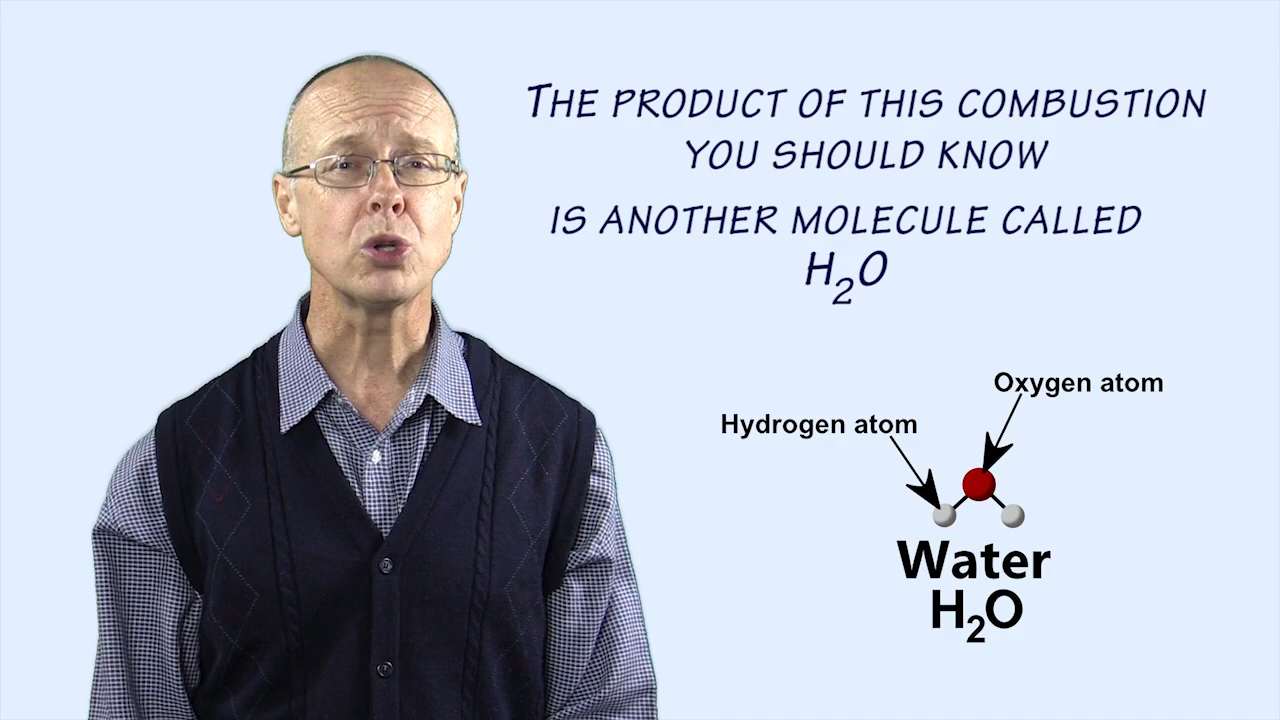 THE PRODUCT OF THIS COMBUSTION
YOU SHOULD KNOW
IS ANOTHER MOLECULE CALLED
H₂O
Oxygen atom
Hydrogen atom
Water
H₂O